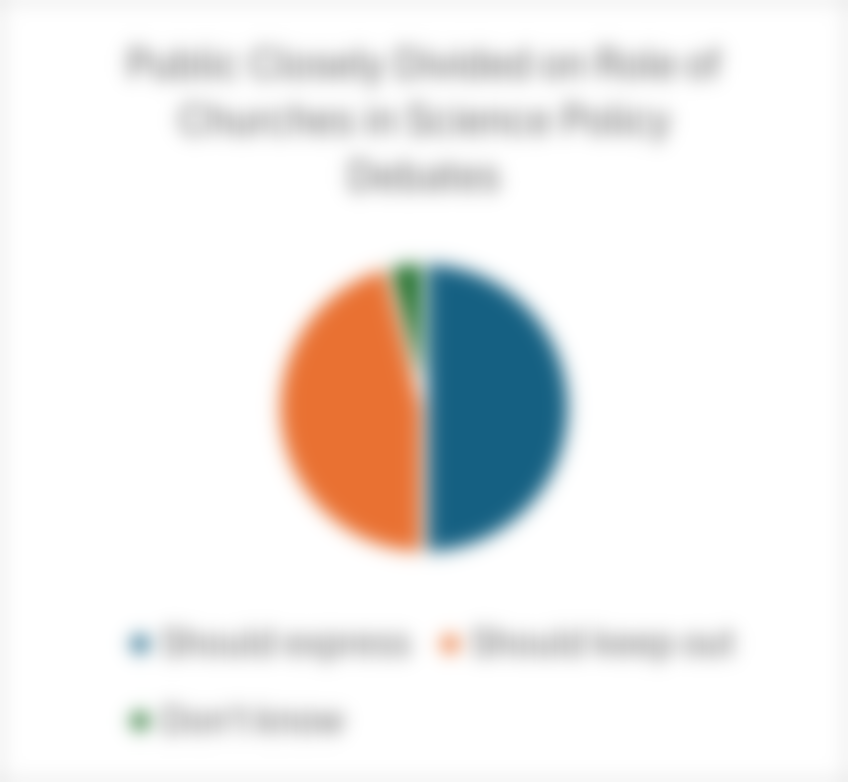 Public Closely Divided on Role of
Churches in Science Policy
Debates
Should express Should keep out
Don't know